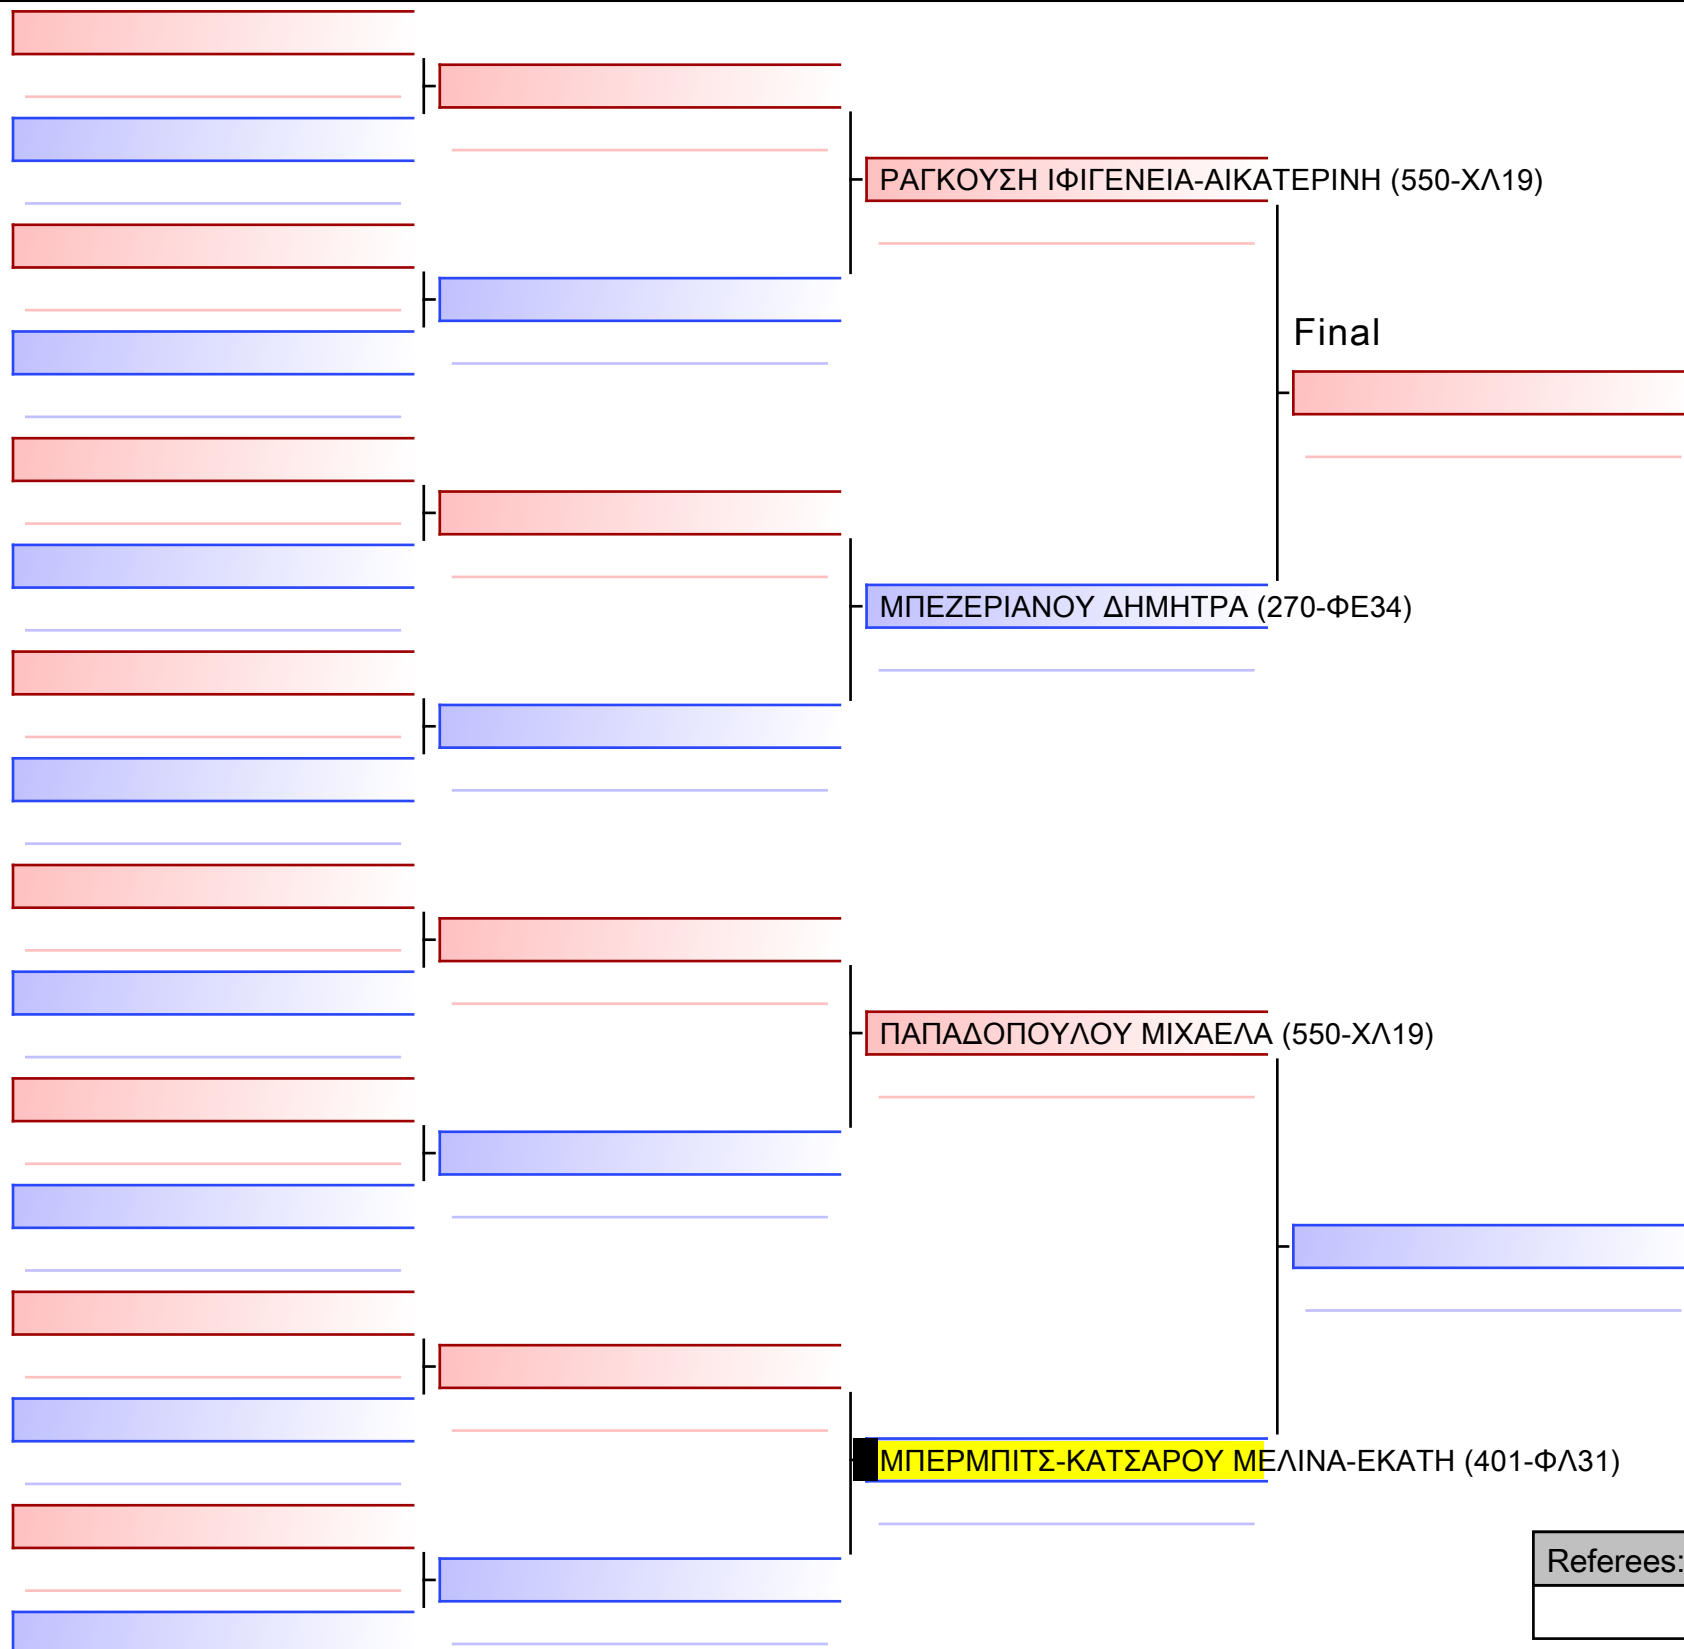 ΡΑΓΚΟΥΣΗ ΙΦΙΓΕΝΕΙΑ-ΑΙΚΑΤΕΡΙΝΗ (550-ΧΛ19)
Final
ΜΠΕΖΕΡΙΑΝΟΥ ΔΗΜΗΤΡΑ (270-ΦΕ34)
ΠΑΠΑΔΟΠΟΥΛΟΥ ΜΙΧΑΕΛΑ (550-ΧΛ19)
ΜΠΕΡΜΠΙΤΣ-ΚΑΤΣΑΡΟΥ ΜΕΛΙΝΑ-ΕΚΑΤΗ (401-ΦΛ31)
Referees: